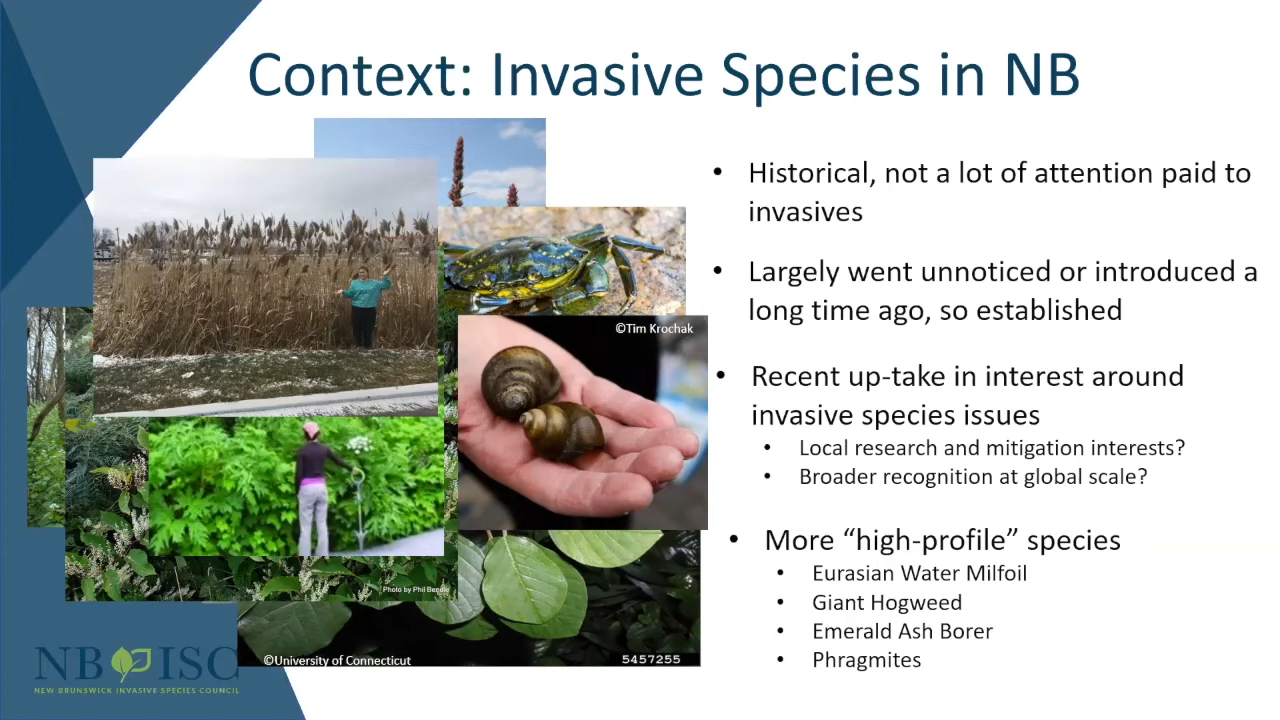 Context: Invasive Species in NB
• Historical, not a lot of attention paid to
invasives
• Largely went unnoticed or introduced a
long time ago, so established
• Recent up-take in interest around
invasive species issues
• Local research and mitigation interests?
• Broader recognition at global scale?
• More “high-profile” species
• Eurasian Water Milfoil
• Giant Hogweed
• Emerald Ash Borer
• Phragmites
©Tim Krochak
Photo by Phil
©University of Connecticut
5457255
NB ISC
NEW BRUNSWICK INVASIVE SPECIES COUNCIL